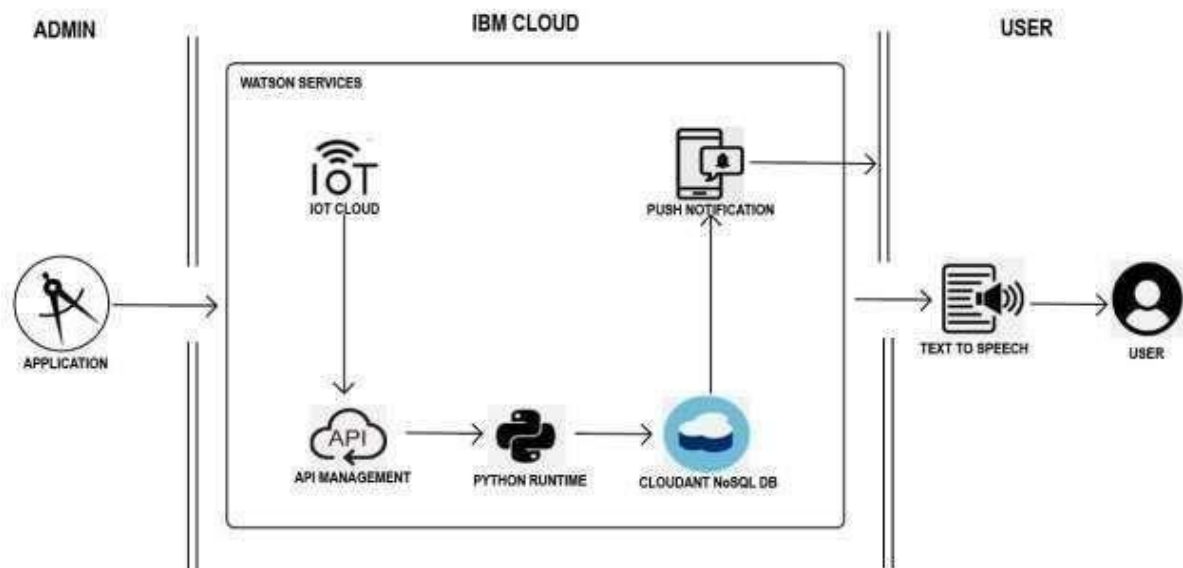 ADMIN
IBM CLOUD
USER
WATSON SERVICES
IoT
IOT CLOUD
PUSH NOTIFICATION
APPLICATION
TEXT TO SPEECH
USER
API
API MANAGEMENT
PYTHON RUNTIME
CLOUDANT NoSQL DB